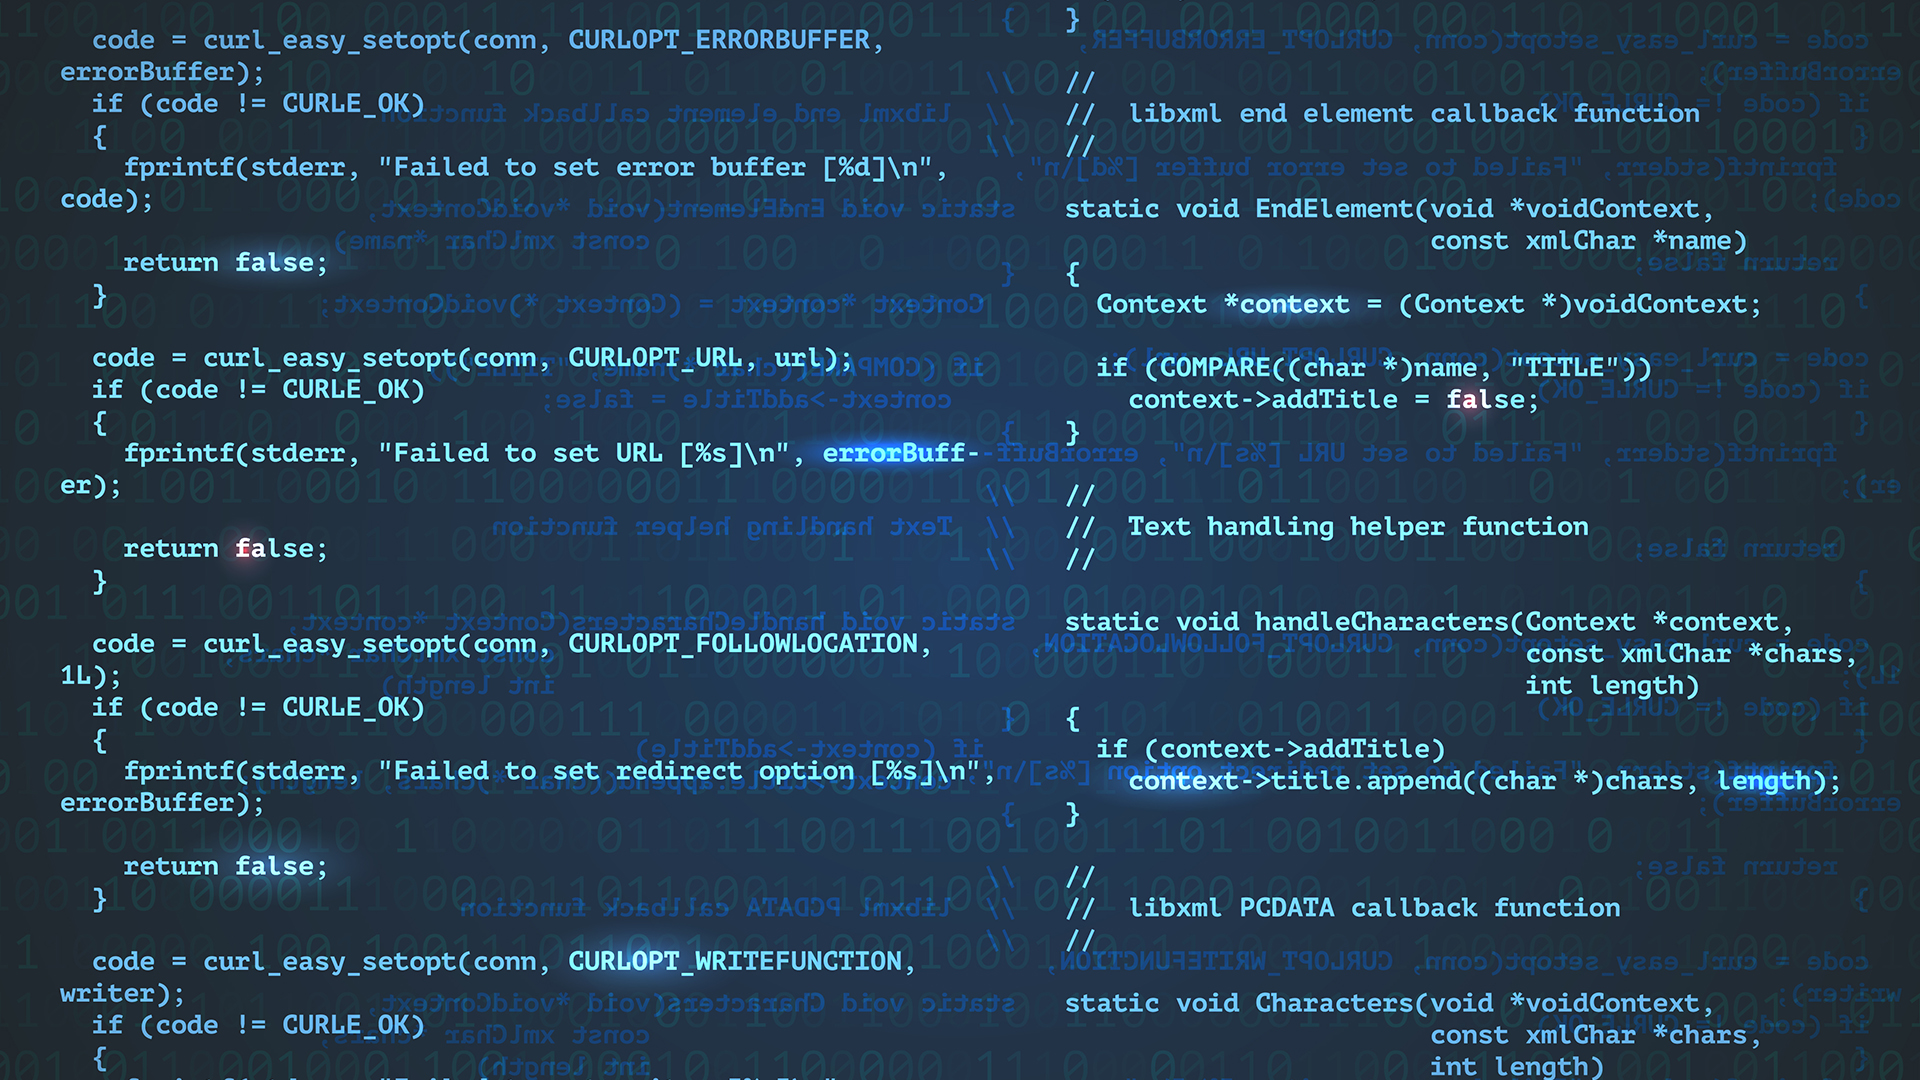 code = curl_easy_setopt(conn, CURLOPT_ERRORBUFFER,
errorBuffer);
if (code != CURLE_OK)
{
fprintf(stderr, "Failed to set error buffer [%d]\n",
code);
return false;
}
code = curl_easy_setopt(conn, CURLOPT_URL, url);
if (code != CURLE_OK)
{
fprintf(stderr, "Failed to set URL [%s]\n", errorBuff-
er);
return false;
}
code = curl_easy_setopt(conn, CURLOPT_FOLLOWLOCATION,
1L);
if (code != CURLE_OK)
{
fprintf(stderr, "Failed to set redirect option [%s]\n",
errorBuffer);
return false;
}
code = curl_easy_setopt(conn, CURLOPT_WRITEFUNCTION,
writer);
if (code != CURLE_OK)
{
}
//
// libxml end element callback function
//
static void EndElement(void *voidContext,
const xmlChar *name)
{
Context *context = (Context *)voidContext;
if (COMPARE((char *)name, "TITLE"))
context->addTitle = false;
}
//
// Text handling helper function
//
static void handleCharacters(Context *context,
const xmlChar *chars,
int length)
{
if (context->addTitle)
context->title.append((char *)chars, length);
}
//
// libxml PCDATA callback function
//
static void Characters(void *voidContext,
const xmlChar *chars,
int length)